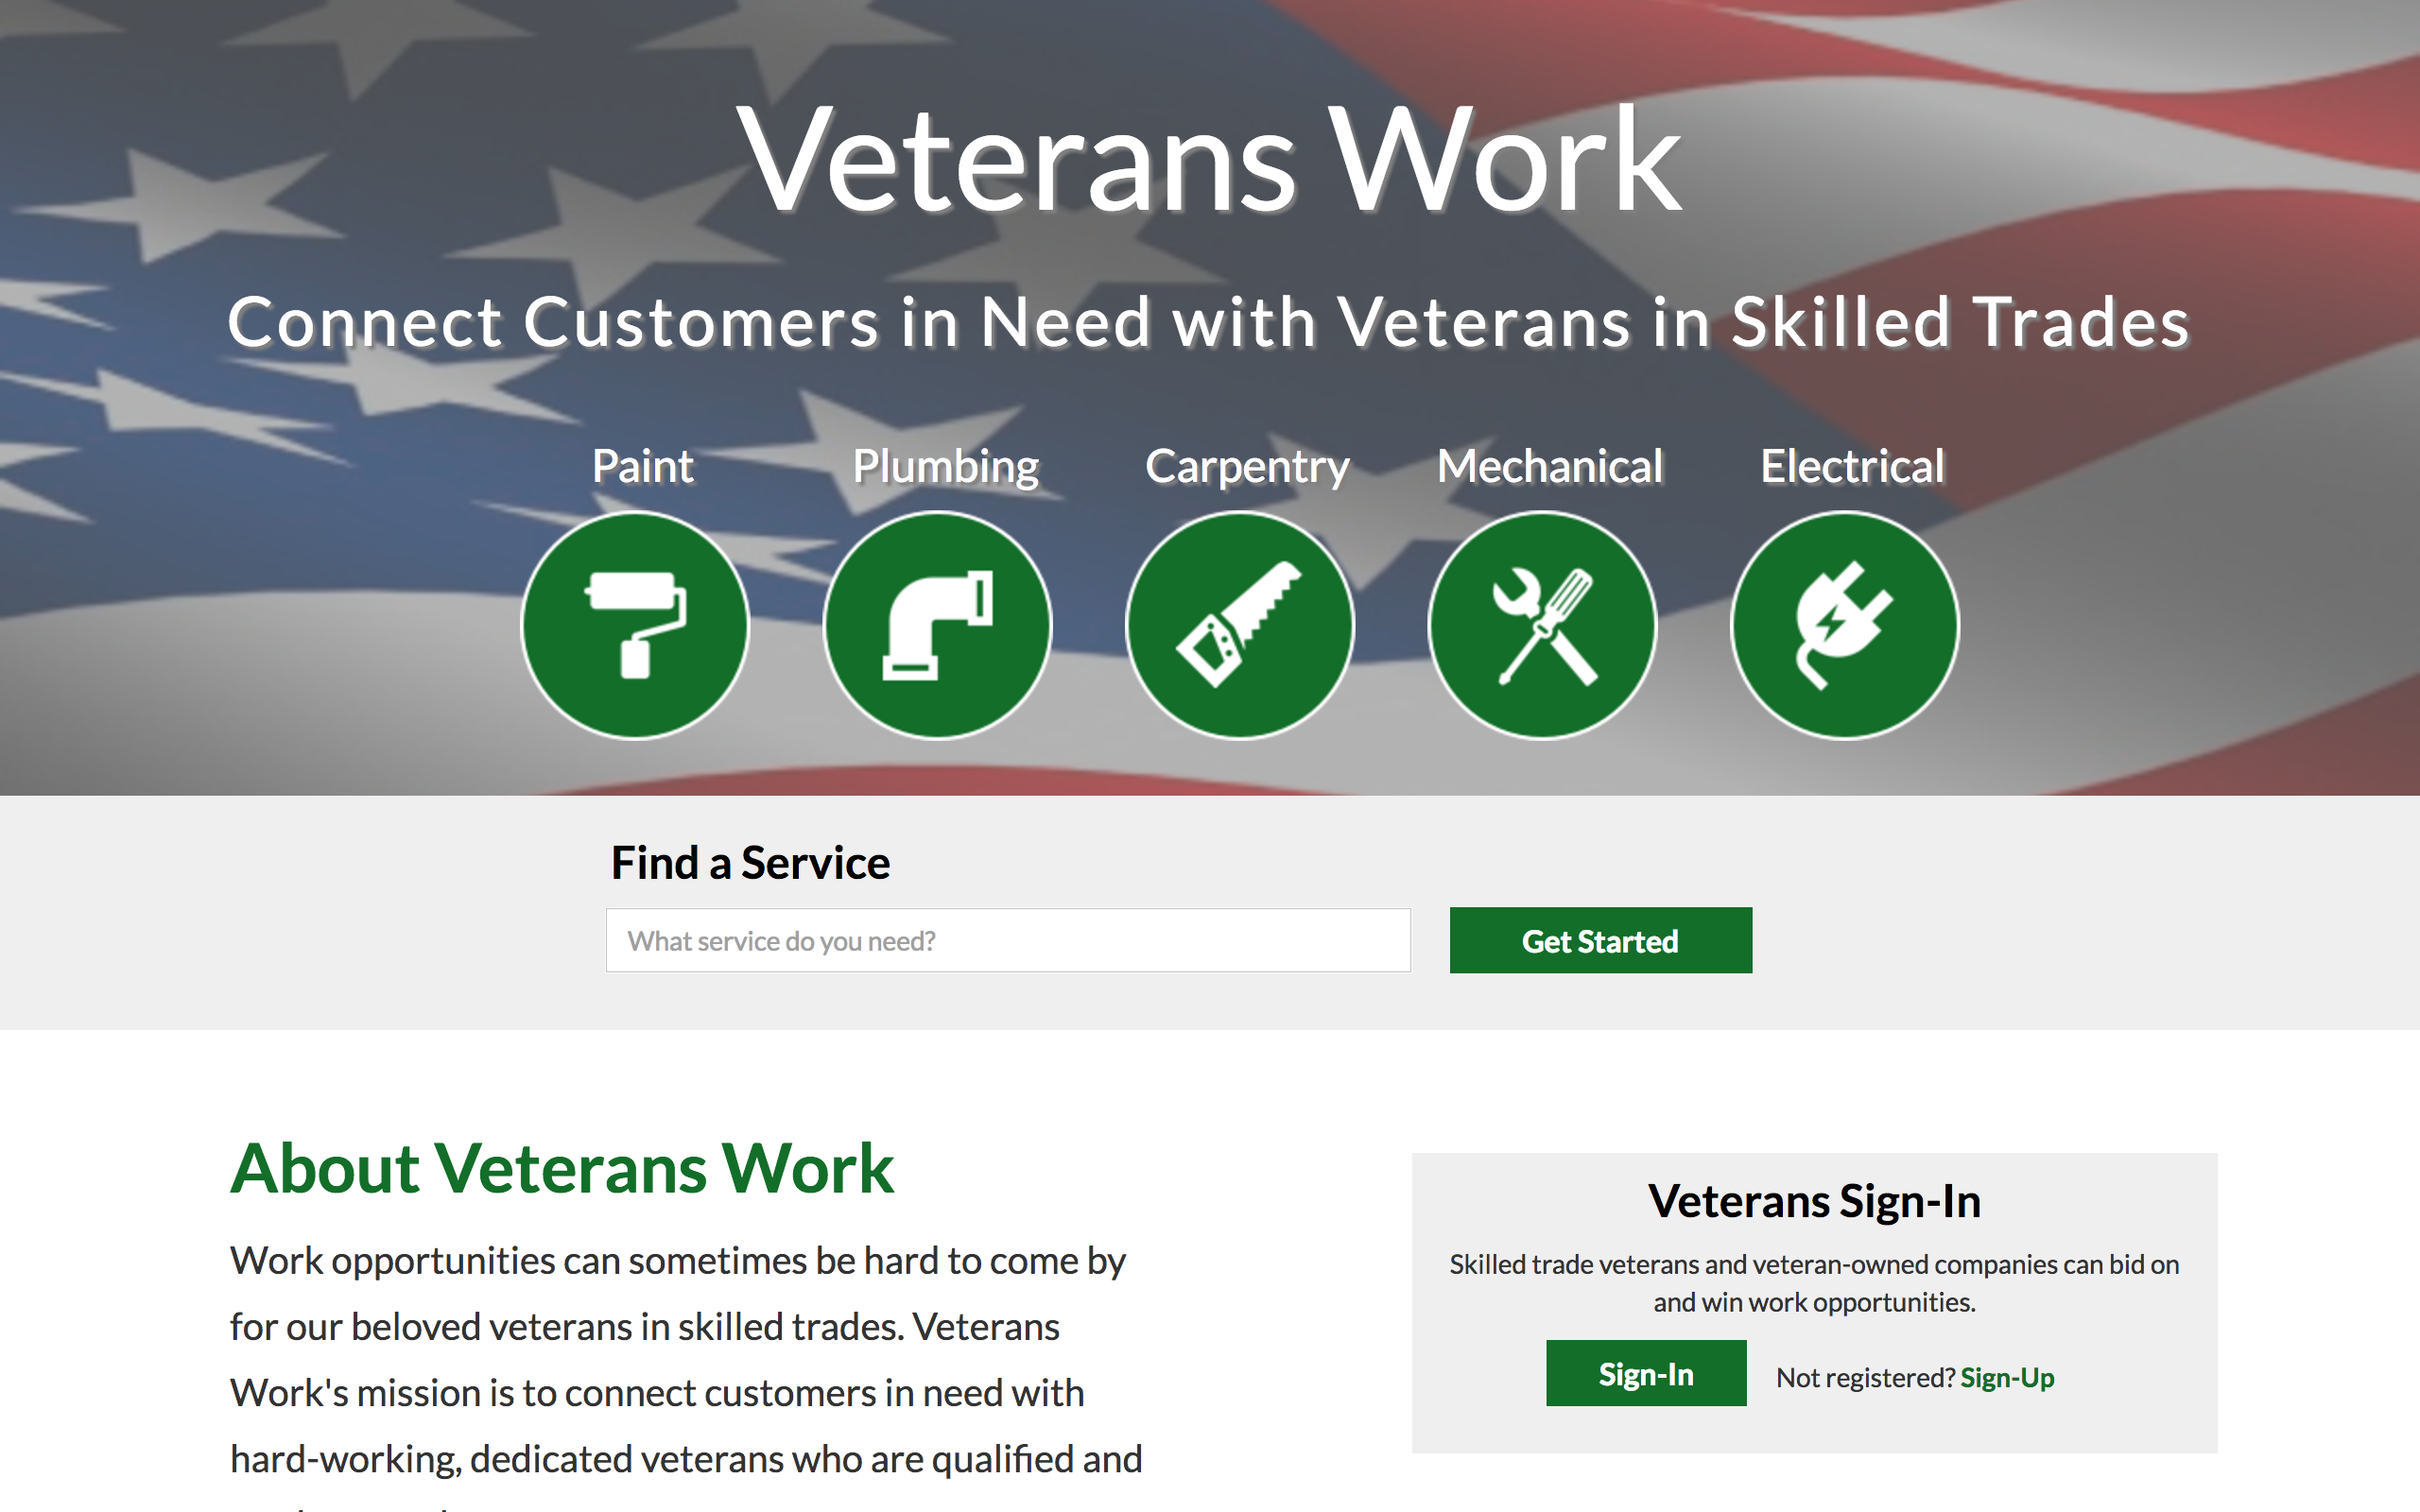 Veterans Work
Connect Customers in Need with Veterans in Skilled Trades
Paint Plumbing Carpentry Mechanical Electrical
Find a Service
What service do you need?
Get Started
About Veterans Work
Work opportunities can sometimes be hard to come by
for our beloved veterans in skilled trades. Veterans
Work's mission is to connect customers in need with
hard-working, dedicated veterans who are qualified and
Veterans Sign-In
Skilled trade veterans and veteran-owned companies can bid on
and win work opportunities.
Sign-In
Not registered? Sign-Up